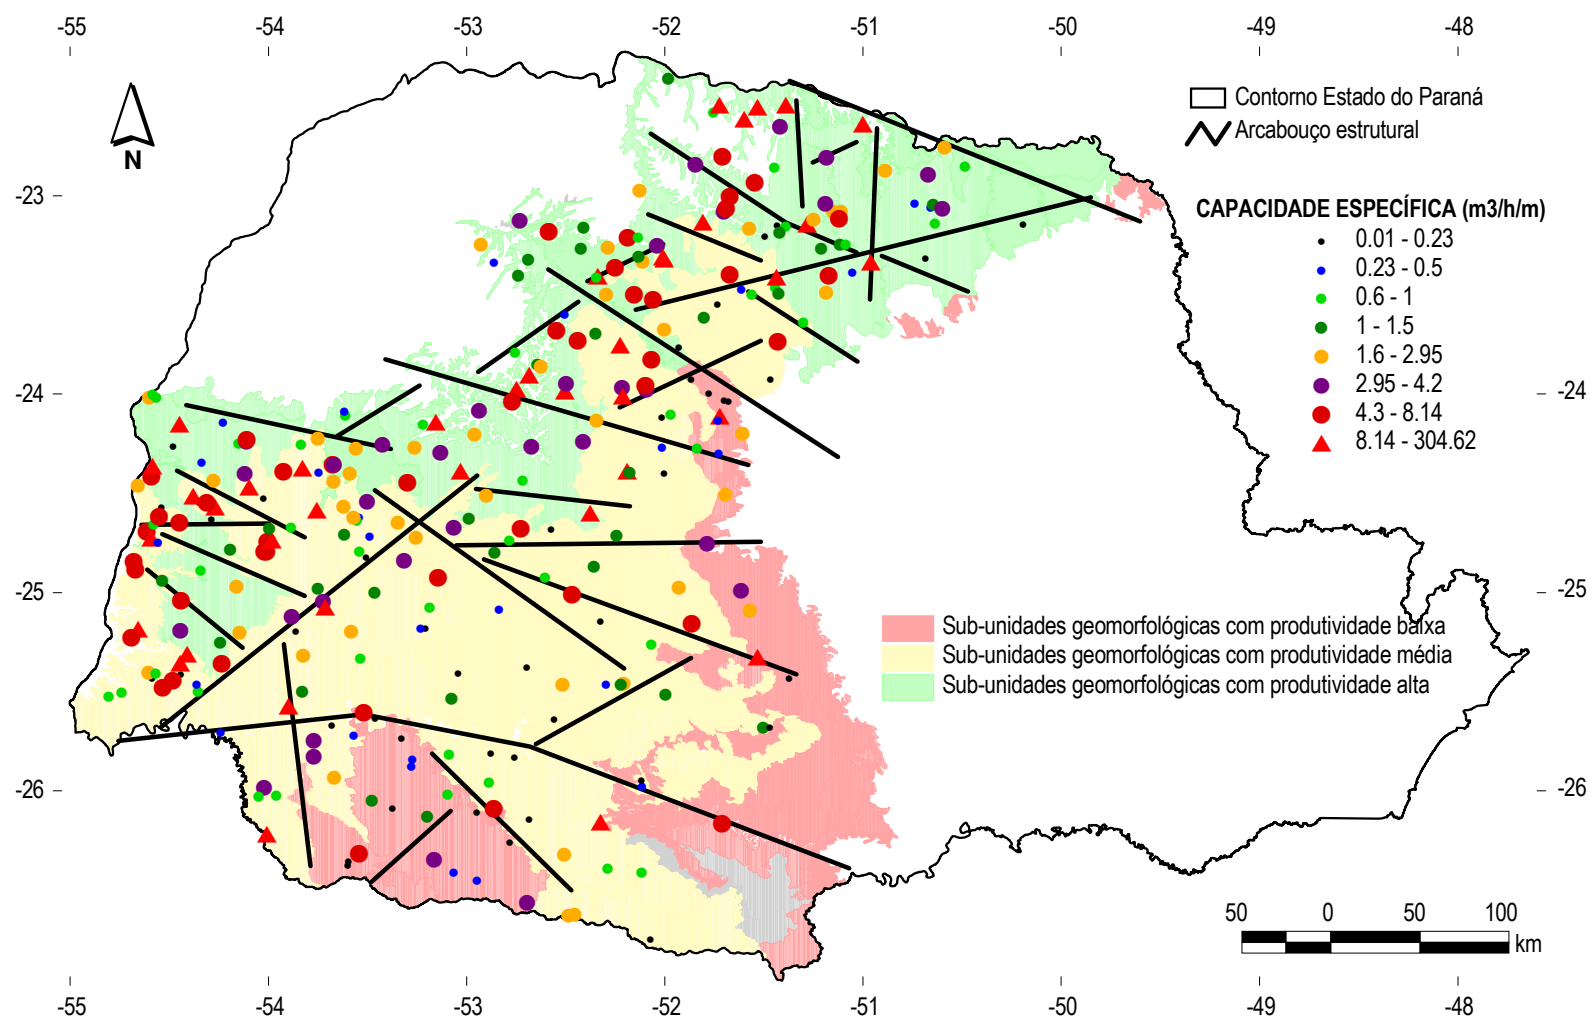 -55 -54 -53 -52 -51 -50 -49 -48
N
Contorno Estado do Paraná
Arcabouço estrutural
-23
CAPACIDADE ESPECÍFICA (m3/h/m)
0.01 - 0.23
0.23 - 0.5
0.6 - 1
1 - 1.5
1.6 - 2.95
2.95 - 4.2
4.3 - 8.14
8.14 - 304.62
-24 -24
-25 -25
Sub-unidades geomorfológicas com produtividade baixa
Sub-unidades geomorfológicas com produtividade média
Sub-unidades geomorfológicas com produtividade alta
-26 -26
50 0 50 100
km
-55 -54 -53 -52 -51 -50 -49 -48